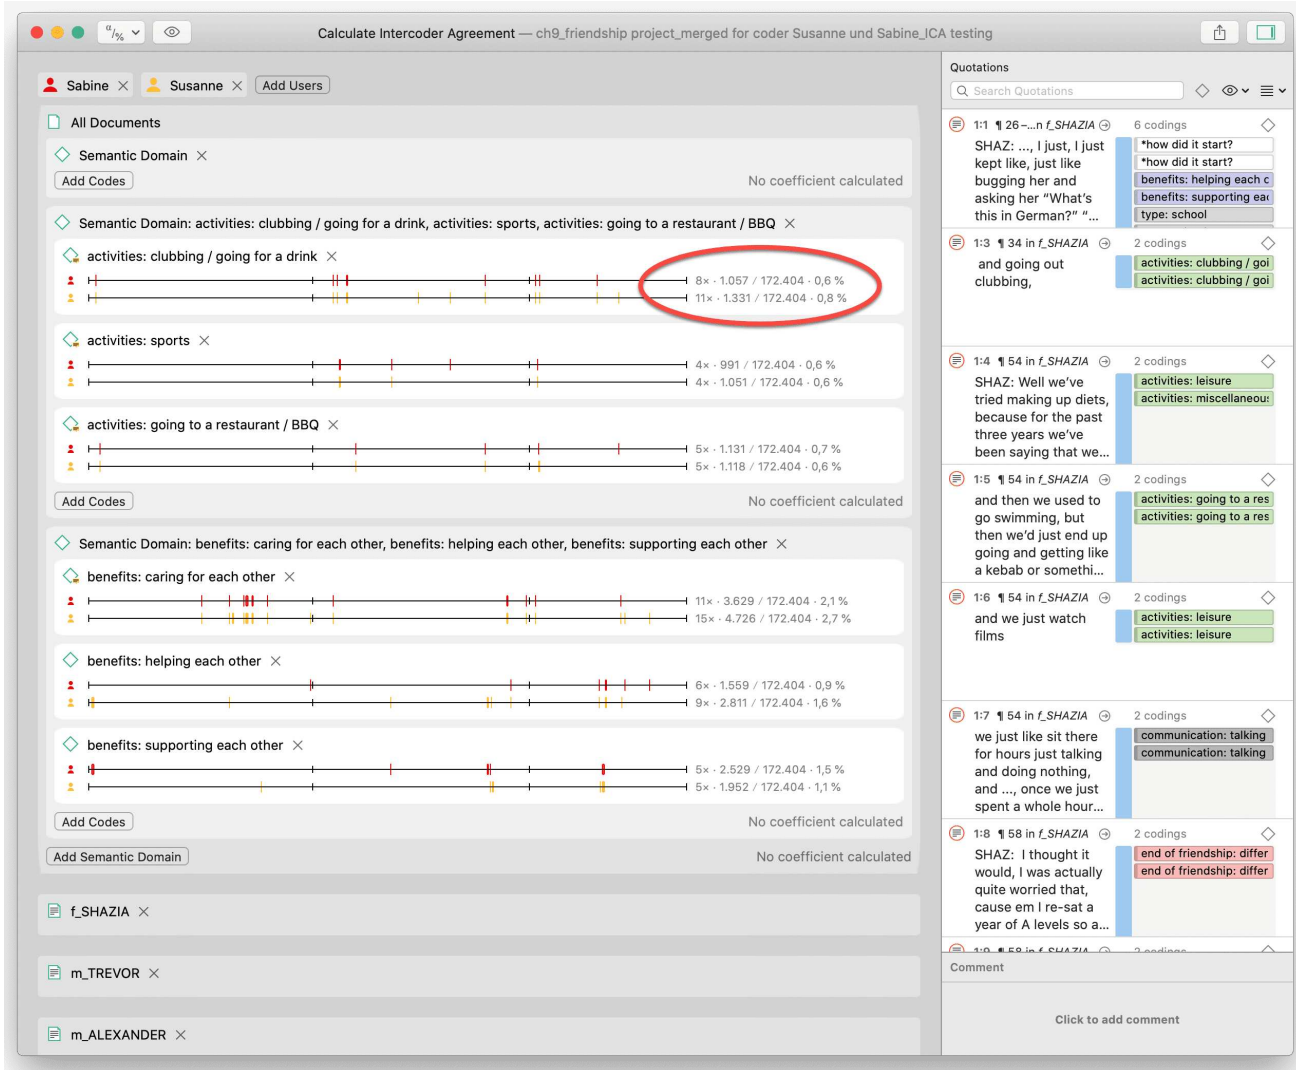 α/%
Calculate Intercoder Agreement — ch9_friendship project_merged for coder Susanne und Sabine_ICA testing
Sabine
Susanne
Add Users
All Documents
Semantic Domain
Add Codes
No coefficient calculated
Semantic Domain: activities: clubbing / going for a drink, activities: sports, activities: going to a restaurant / BBQ
activities: clubbing / going for a drink
8× · 1.057 / 172.404 · 0,6 %
11× · 1.331 / 172.404 · 0,8 %
activities: sports
4× · 991 / 172.404 · 0,6 %
4× · 1.051 / 172.404 · 0,6 %
activities: going to a restaurant / BBQ
5× · 1.131 / 172.404 · 0,7 %
5× · 1.118 / 172.404 · 0,6 %
Add Codes
No coefficient calculated
Semantic Domain: benefits: caring for each other, benefits: helping each other, benefits: supporting each other
benefits: caring for each other
11× · 3.629 / 172.404 · 2,1 %
15× · 4.726 / 172.404 · 2,7 %
benefits: helping each other
6× · 1.559 / 172.404 · 0,9 %
9× · 2.811 / 172.404 · 1,6 %
benefits: supporting each other
5× · 2.529 / 172.404 · 1,5 %
5× · 1.952 / 172.404 · 1,1 %
Add Codes
No coefficient calculated
Add Semantic Domain
No coefficient calculated
f_SHAZIA
m_TREVOR
m_ALEXANDER
Quotations
Search Quotations
1:1 ¶ 26–...n f_SHAZIA
6 codings
SHAZ: ..., I just, I just
kept like, just like
bugging her and
asking her “What’s
this in German?” “...
*how did it start?
*how did it start?
benefits: helping each c
benefits: supporting eac
type: school
1:3 ¶ 34 in f_SHAZIA
2 codings
and going out
clubbing,
activities: clubbing / goi
activities: clubbing / goi
1:4 ¶ 54 in f_SHAZIA
2 codings
SHAZ: Well we’ve
tried making up diets,
because for the past
three years we’ve
been saying that we...
activities: leisure
activities: miscellaneous
1:5 ¶ 54 in f_SHAZIA
2 codings
and then we used to
go swimming, but
then we’d just end up
going and getting like
a kebab or somethi...
activities: going to a res
activities: going to a res
1:6 ¶ 54 in f_SHAZIA
2 codings
and we just watch
films
activities: leisure
activities: leisure
1:7 ¶ 54 in f_SHAZIA
2 codings
we just like sit there
for hours just talking
and doing nothing,
and ..., once we just
spent a whole hour...
communication: talking
communication: talking
1:8 ¶ 58 in f_SHAZIA
2 codings
SHAZ: I thought it
would, I was actually
quite worried that,
cause em I re-sat a
year of A levels so a...
end of friendship: differ
end of friendship: differ
1:9 ¶ 58 in f_SHAZIA
2 codings
Comment
Click to add comment